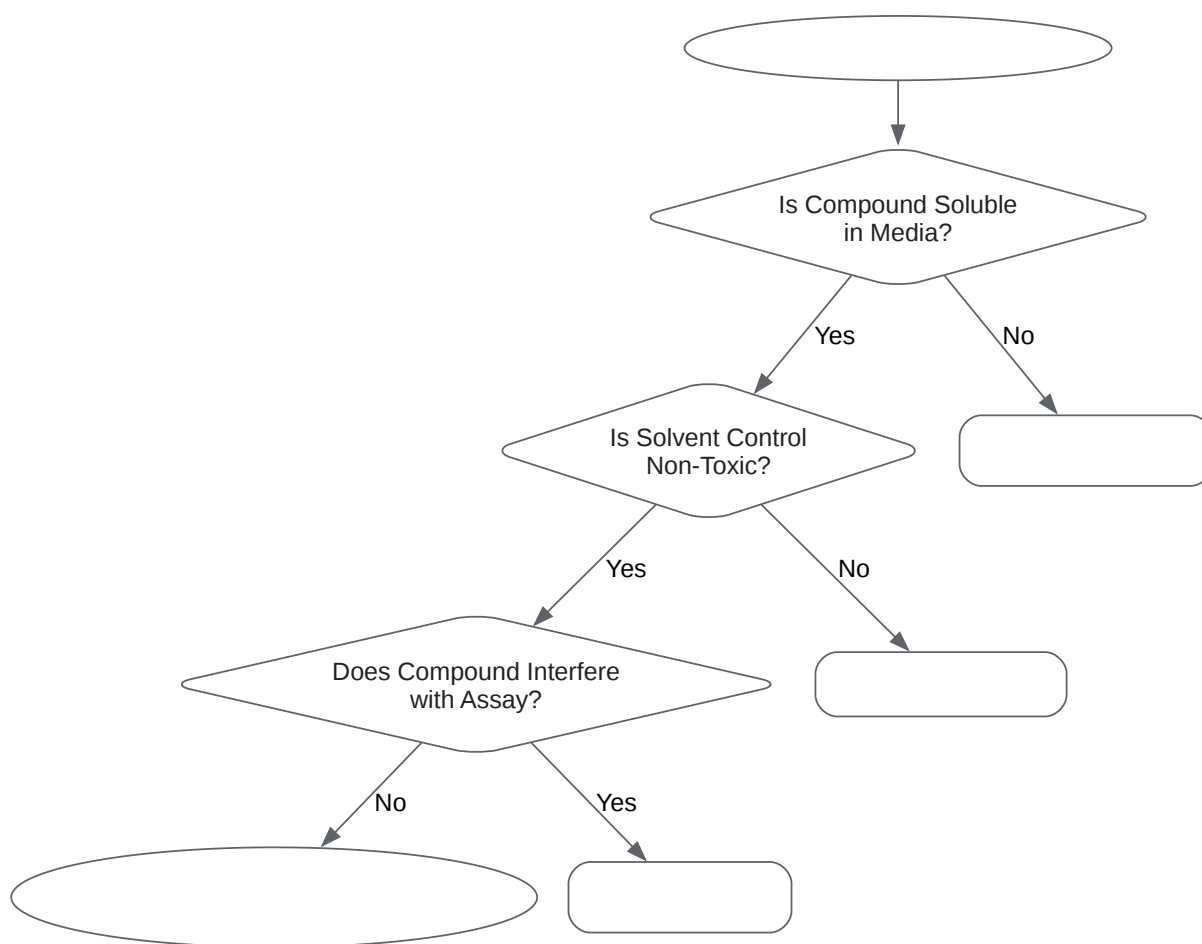 Is Compound Soluble
in Media?
Yes
No
Is Solvent Control
Non-Toxic?
Yes
No
Does Compound Interfere
with Assay?
No
Yes